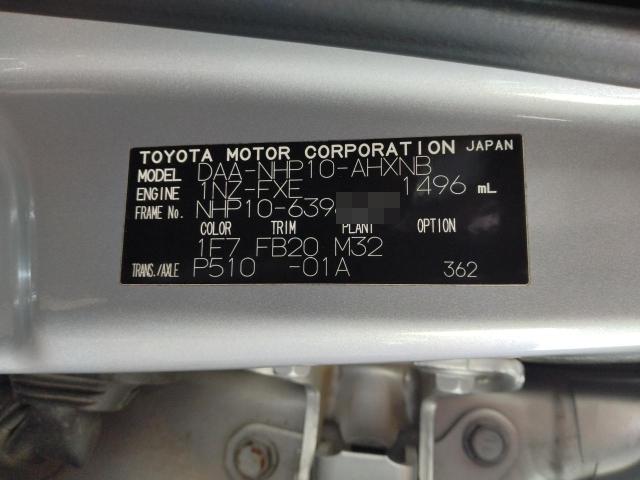 TOYOTA MOTOR CORPORATION JAPAN
MODEL DAA-NHP10-AHXNB
ENGINE 1NZ-FXE 1496 mL
FRAME No. NHP10-639
COLOR TRIM PLANT OPTION
1F7 FB20 M32
TRANS./AXLE P510 -01A 362